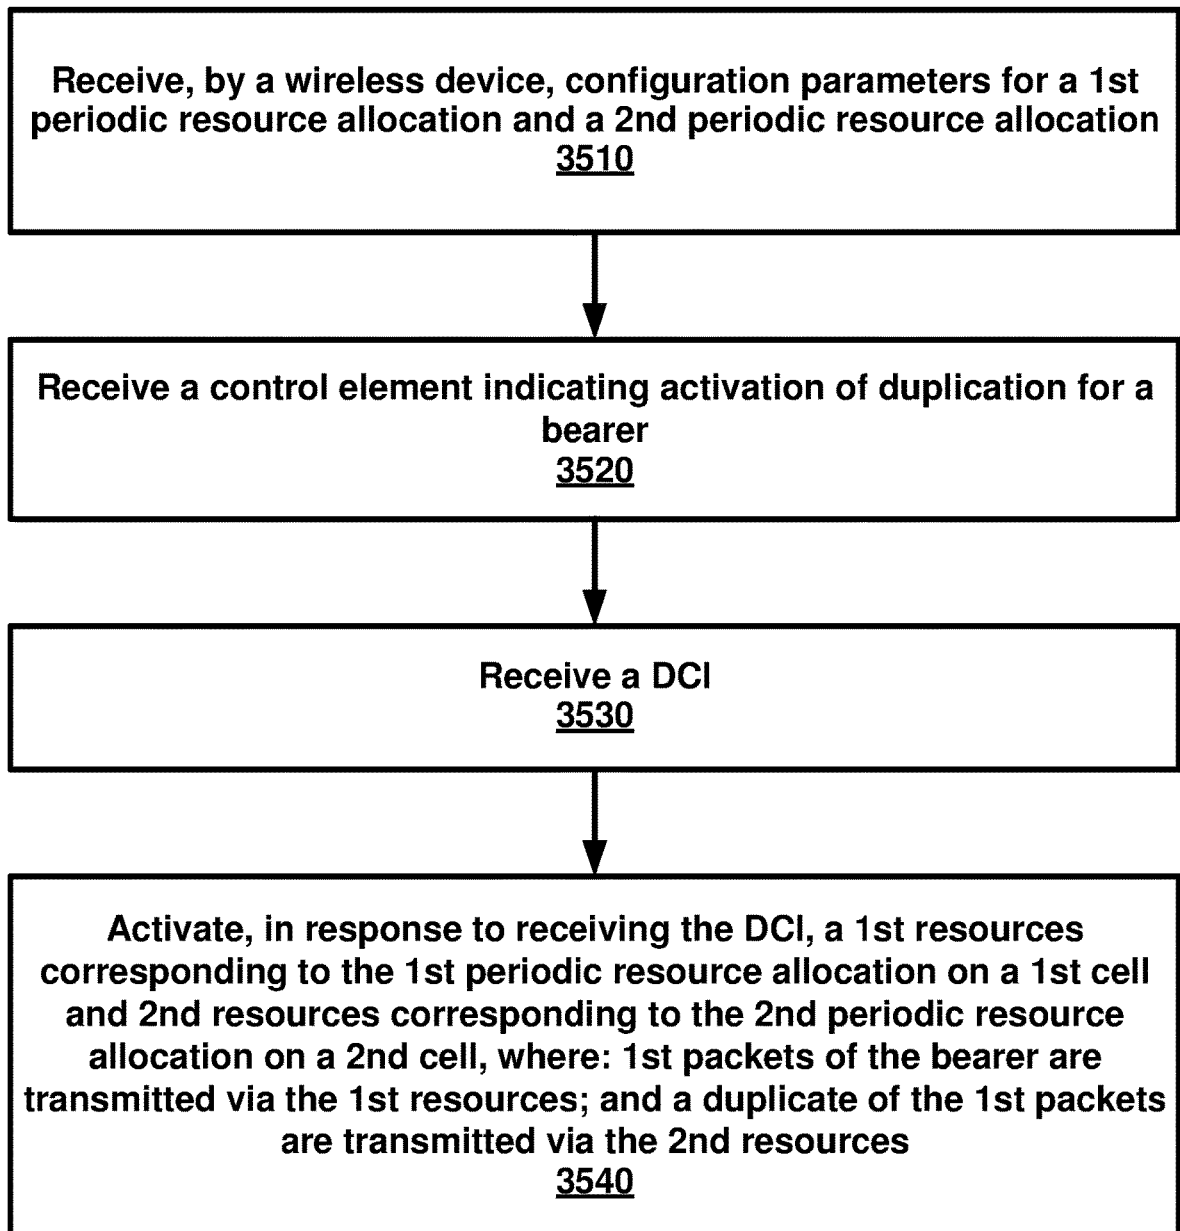 Receive, by a wireless device, configuration parameters for a 1st
periodic resource allocation and a 2nd periodic resource allocation
3510
Receive a control element indicating activation of duplication for a
bearer
3520
Receive a DCI
3530
Activate, in response to receiving the DCI, a 1st resources
corresponding to the 1st periodic resource allocation on a 1st cell
and 2nd resources corresponding to the 2nd periodic resource
allocation on a 2nd cell, where: 1st packets of the bearer are
transmitted via the 1st resources; and a duplicate of the 1st packets
are transmitted via the 2nd resources
3540